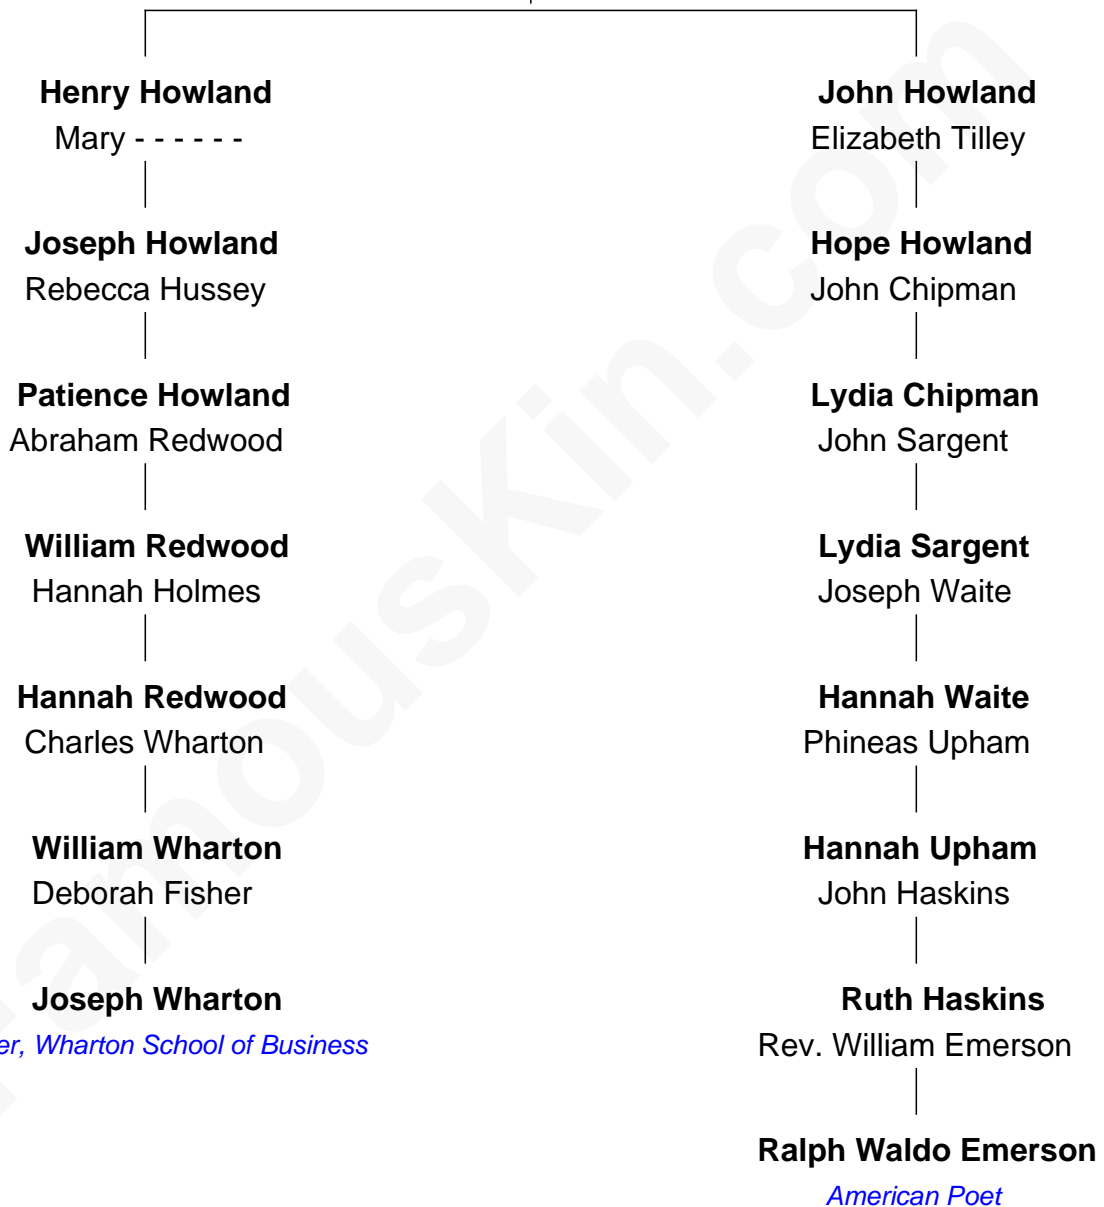 Henry Howland
Mary - - - - - -
Joseph Howland
Rebecca Hussey
Patience Howland
Abraham Redwood
William Redwood
Hannah Holmes
Hannah Redwood
Charles Wharton
William Wharton
Deborah Fisher
Joseph Wharton
er, Wharton School of Business
John Howland
Elizabeth Tilley
Hope Howland
John Chipman
Lydia Chipman
John Sargent
Lydia Sargent
Joseph Waite
Hannah Waite
Phineas Upham
Hannah Upham
John Haskins
Ruth Haskins
Rev. William Emerson
Ralph Waldo Emerson
American Poet
FamousKin.com